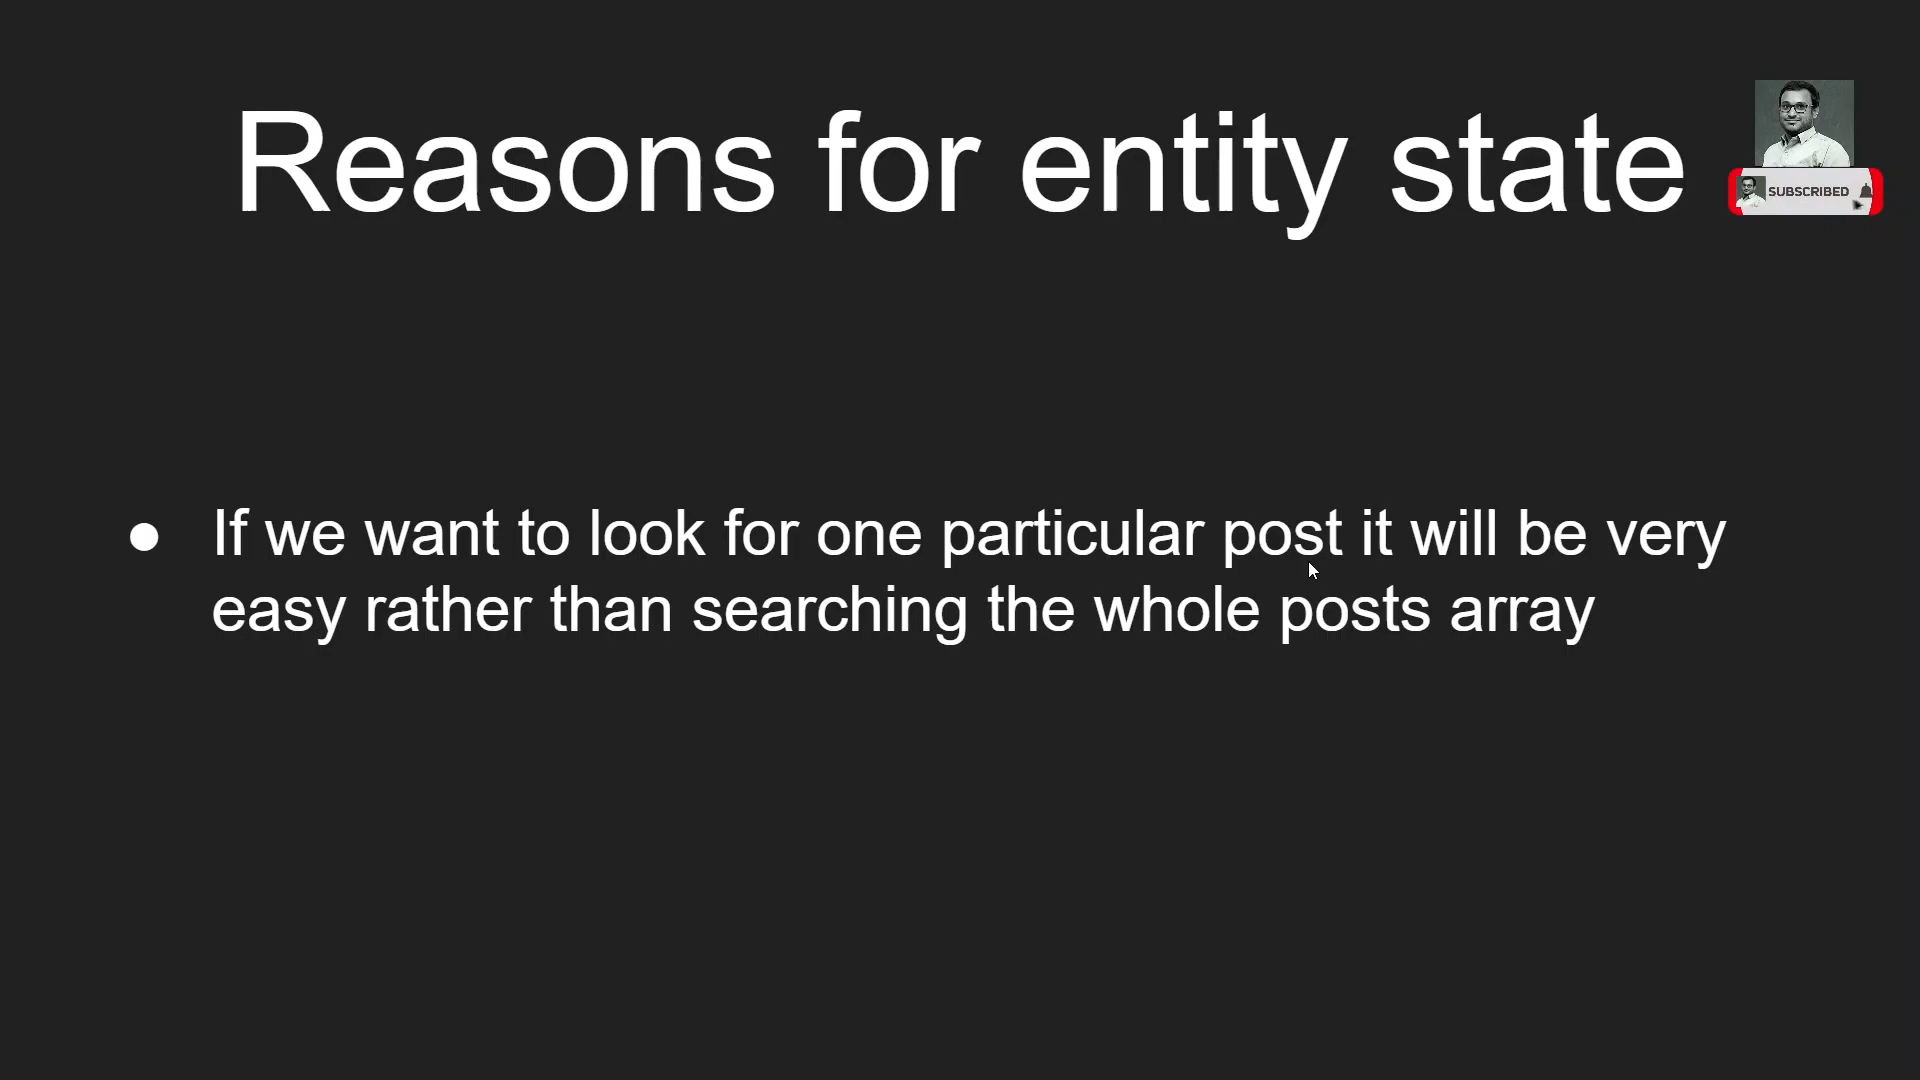 Reasons for entity state
SUBSCRIBED
● If we want to look for one particular post it will be very
easy rather than searching the whole posts array